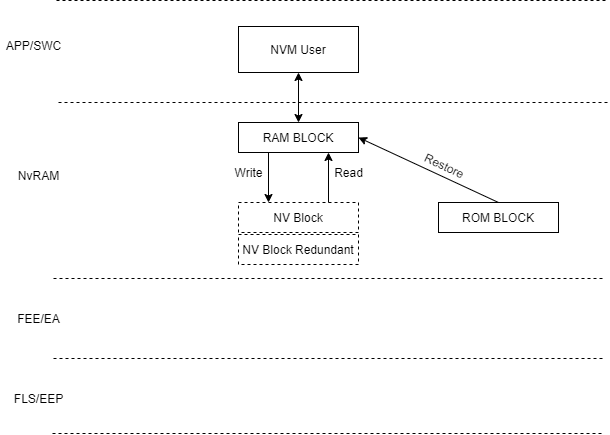 APP/SWC
NVM User
RAM BLOCK
Write
Read
Restore
NvRAM
NV Block
ROM BLOCK
NV Block Redundant
FEE/EA
FLS/EEP